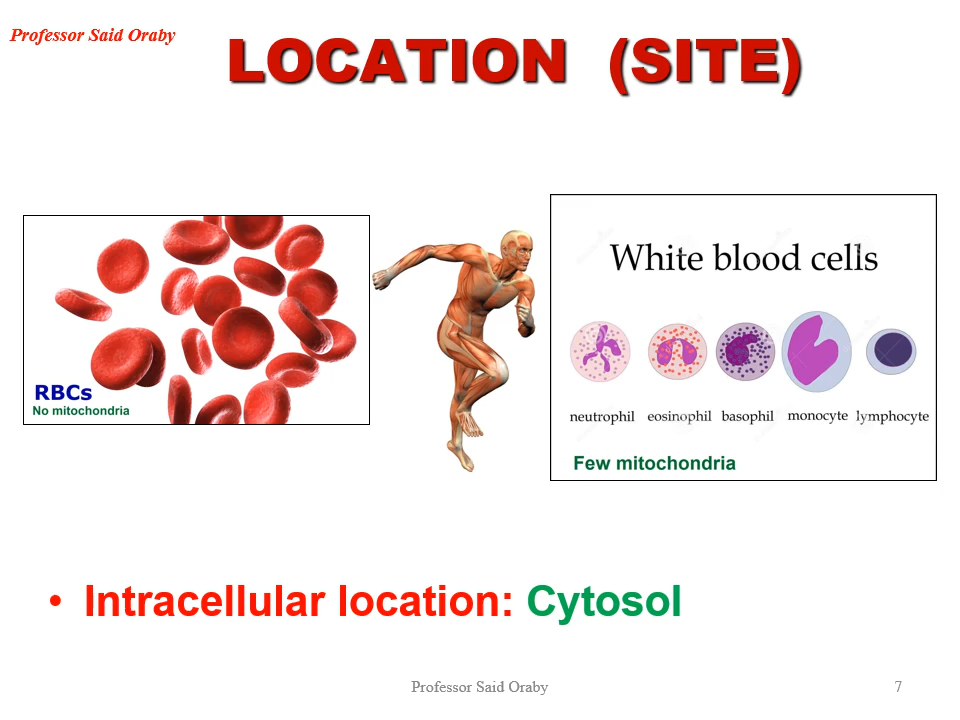 Professor Said Oraby
LOCATION (SITE)
RBCs
No mitochondria
White blood cells
neutrophil eosinophil basophil monocyte lymphocyte
Few mitochondria
• Intracellular location: Cytosol
Professor Said Oraby
7